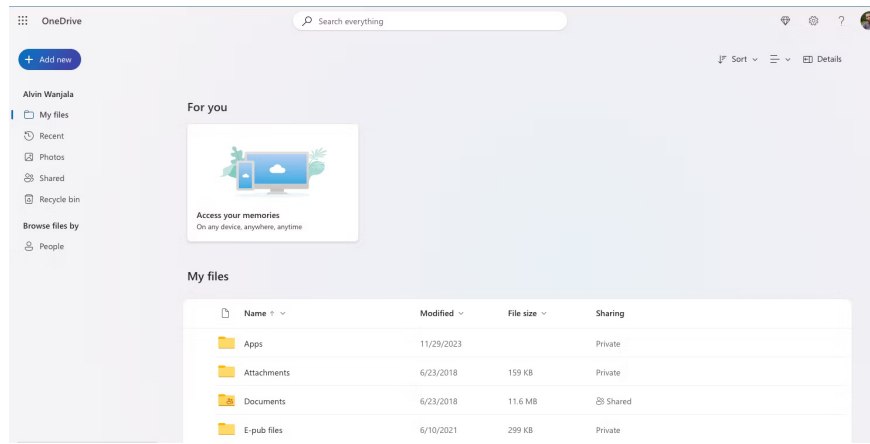 OneDrive
Search everything
?
+ Add new
Sort
Details
Alvin Wanjala
My files
Recent
Photos
Shared
Recycle bin
Browse files by
People
For you
Access your memories
On any device, anywhere, anytime
My files
Name ↑ Modified File size Sharing
Apps 11/29/2023 Private
Attachments 6/23/2018 159 KB Private
Documents 6/23/2018 11.6 MB Shared
E-pub files 6/10/2021 299 KB Private